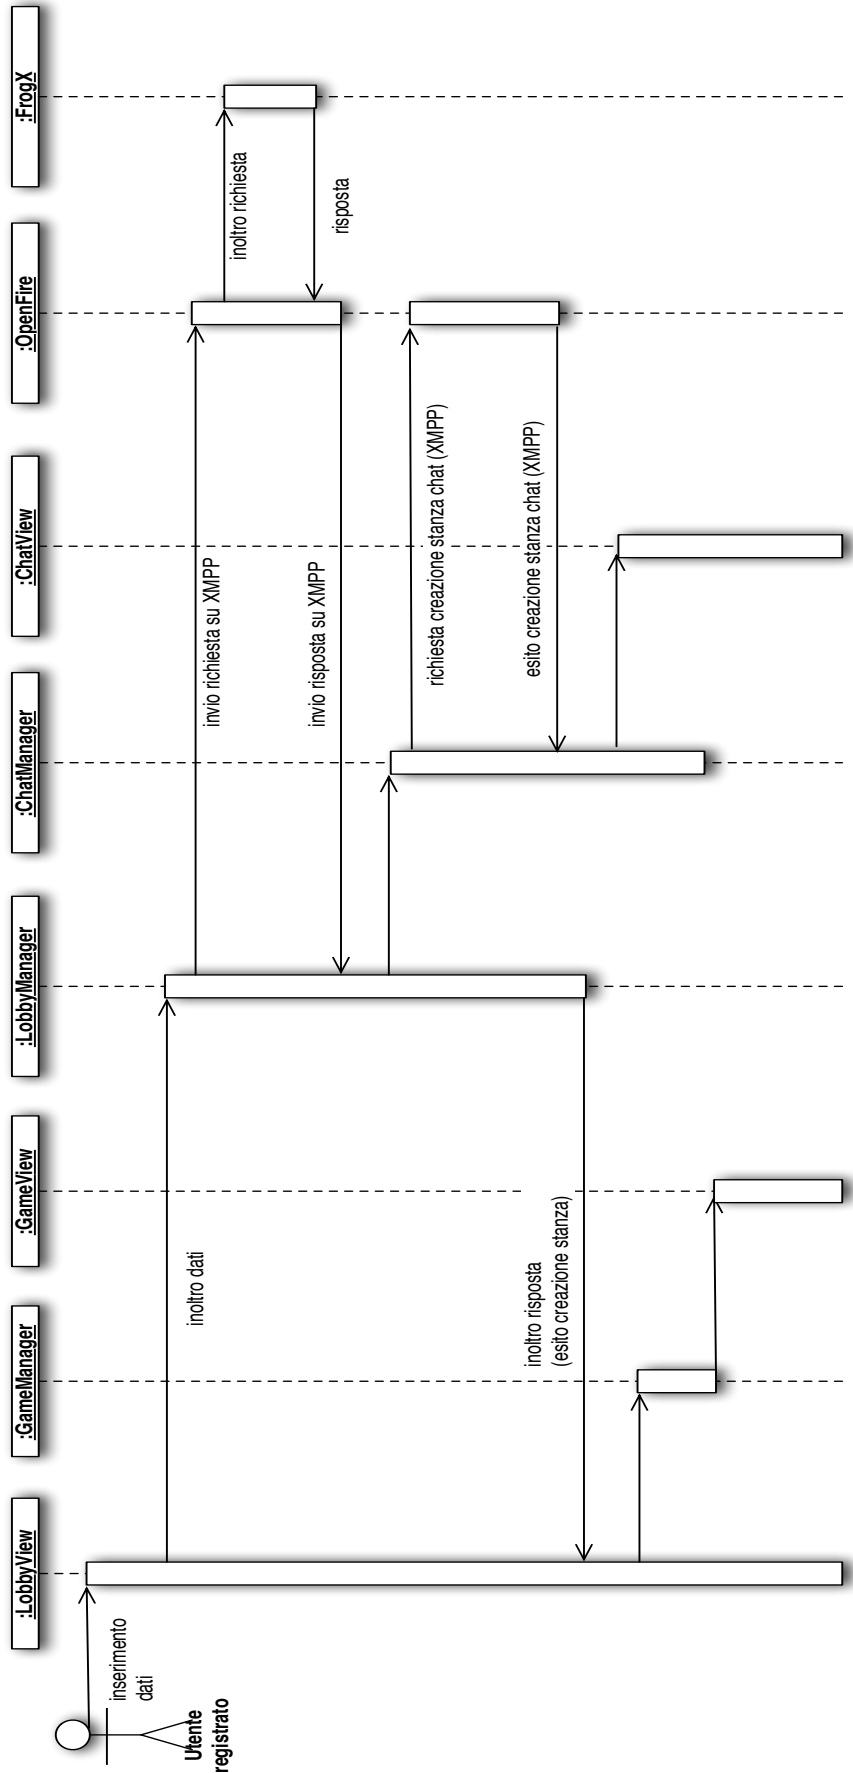 :LobbyView
:GameManager
:GameView
:LobbyManager
:ChatManager
:ChatView
:OpenFire
:FrogX
Utente
registrato
inserimento
dati
inoltro dati
invio richiesta su XMPP
inoltro richiesta
risposta
invio risposta su XMPP
richiesta creazione stanza chat (XMPP)
esito creazione stanza chat (XMPP)
inoltro risposta
(esito creazione stanza)